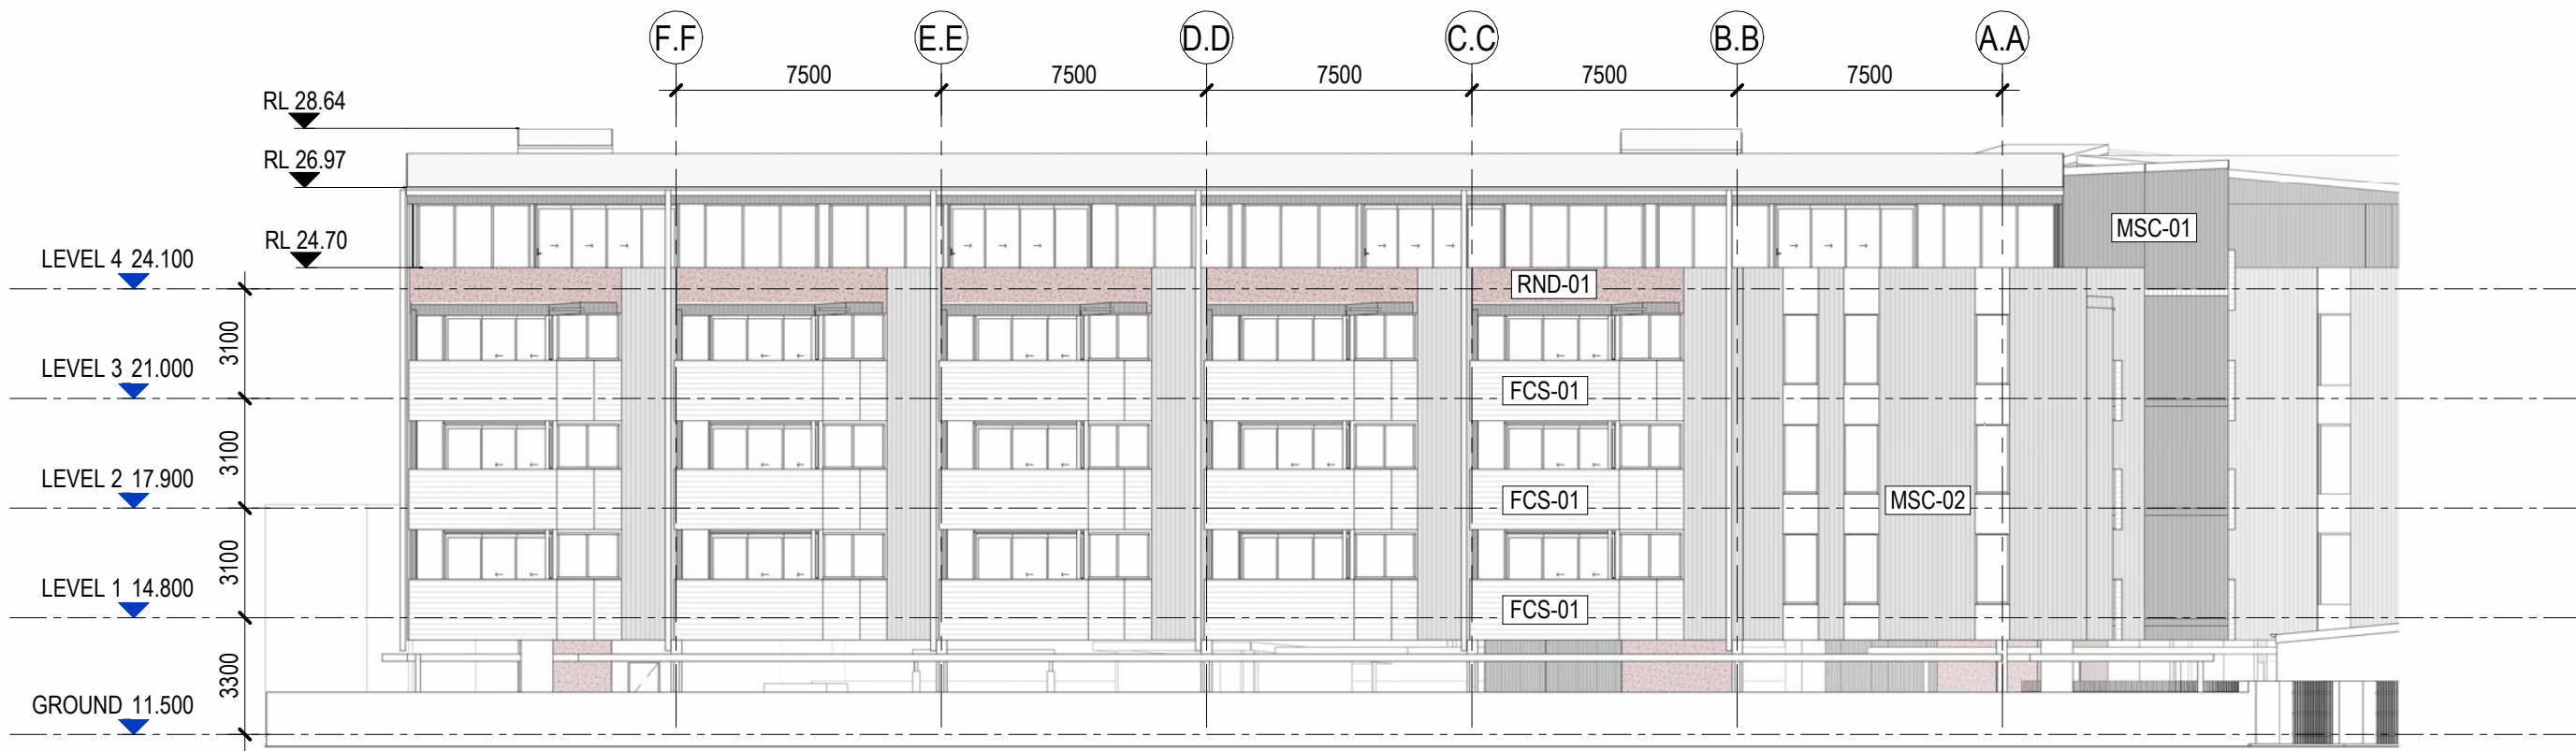 F.F
E.E
D.D
C.C
B.B
A.A
7500
7500
7500
7500
7500
RL 28.64
RL 26.97
RL 24.70
MSC-01
LEVEL 4 24.100
RND-01
3100
LEVEL 3 21.000
FCS-01
3100
LEVEL 2 17.900
FCS-01
MSC-02
3100
LEVEL 1 14.800
FCS-01
3300
GROUND 11.500